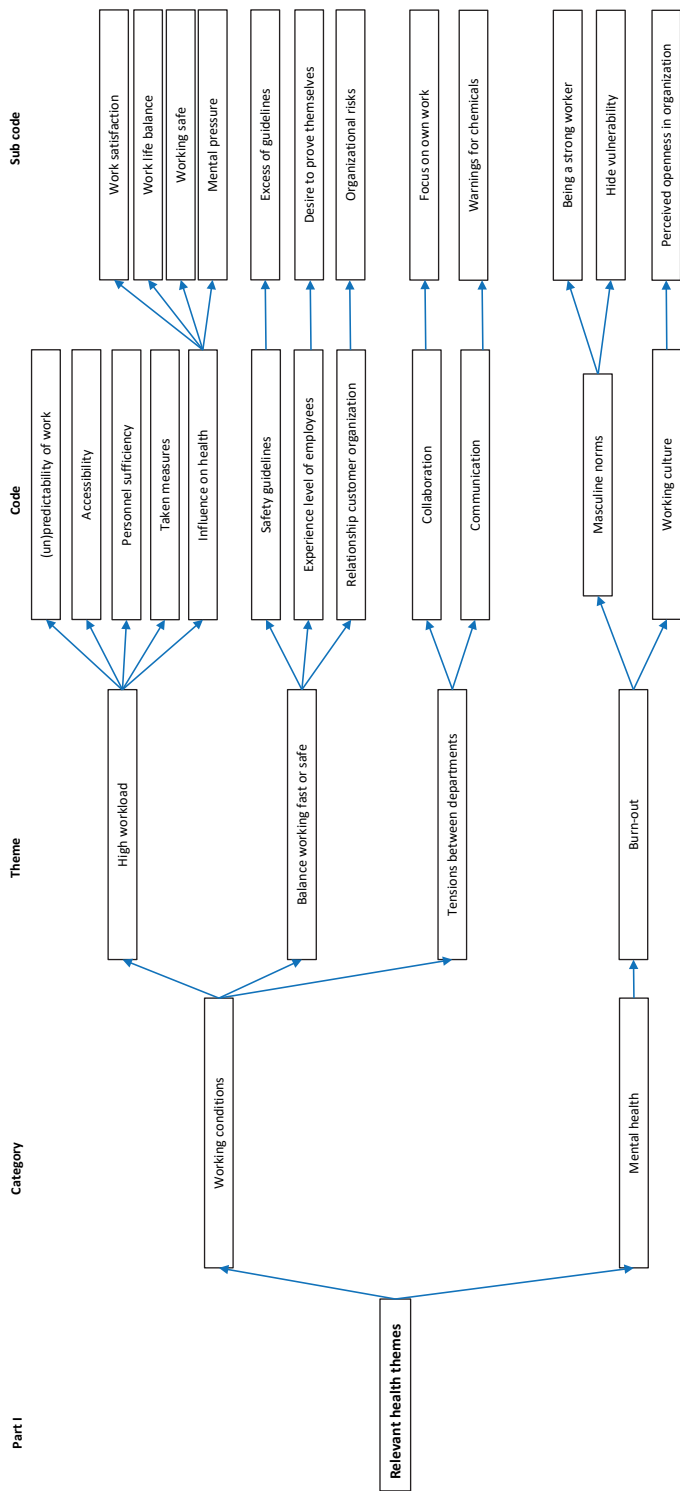 Part I
Category
Theme
Code
Sub code
Relevant health themes
Working conditions
Mental health
High workload
Balance working fast or safe
Tensions between departments
Burn-out
(un)predictability of work
Accessibility
Personnel sufficiency
Taken measures
Influence on health
Safety guidelines
Experience level of employees
Relationship customer organization
Collaboration
Communication
Masculine norms
Working culture
Work satisfaction
Work life balance
Working safe
Mental pressure
Excess of guidelines
Desire to prove themselves
Organizational risks
Focus on own work
Warnings for chemicals
Being a strong worker
Hide vulnerability
Perceived openness in organization